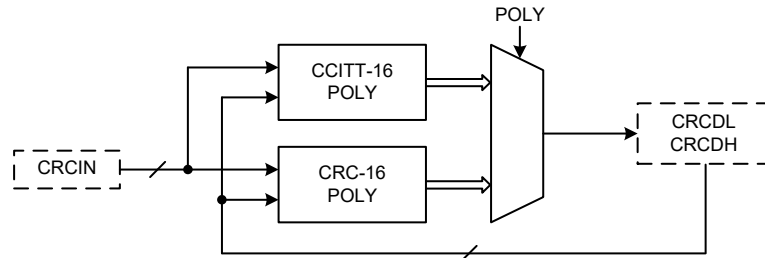 POLY
CCITT-16
POLY
CRCDL
CRCDH
CRCIN
CRC-16
POLY